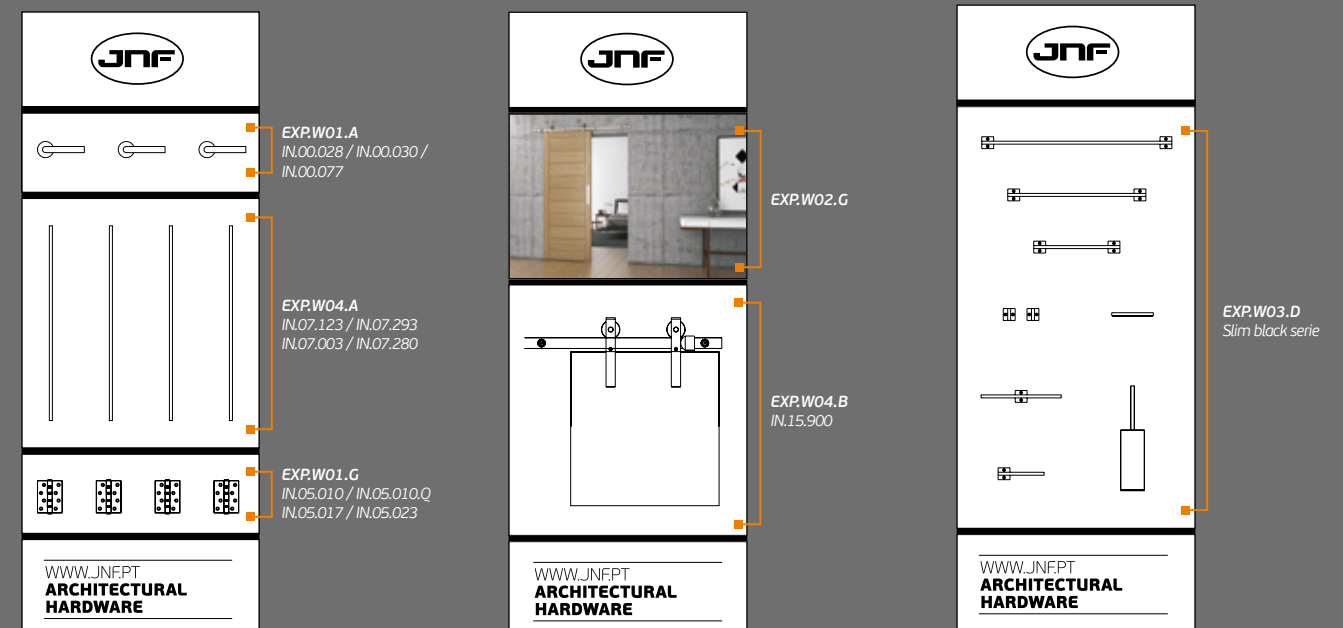 JNF
EXP.W01.A
IN.00.028 / IN.00.030 /
IN.00.077
EXP.W04.A
IN.07.123 / IN.07.293
IN.07.003 / IN.07.280
EXP.W01.G
IN.05.010 / IN.05.010.Q
IN.05.017 / IN.05.023
WWW.JNF.PT
ARCHITECTURAL
HARDWARE
JNF
EXP.W02.G
EXP.W04.B
IN.15.900
WWW.JNF.PT
ARCHITECTURAL
HARDWARE
JNF
EXP.W03.D
Slim black serie
WWW.JNF.PT
ARCHITECTURAL
HARDWARE